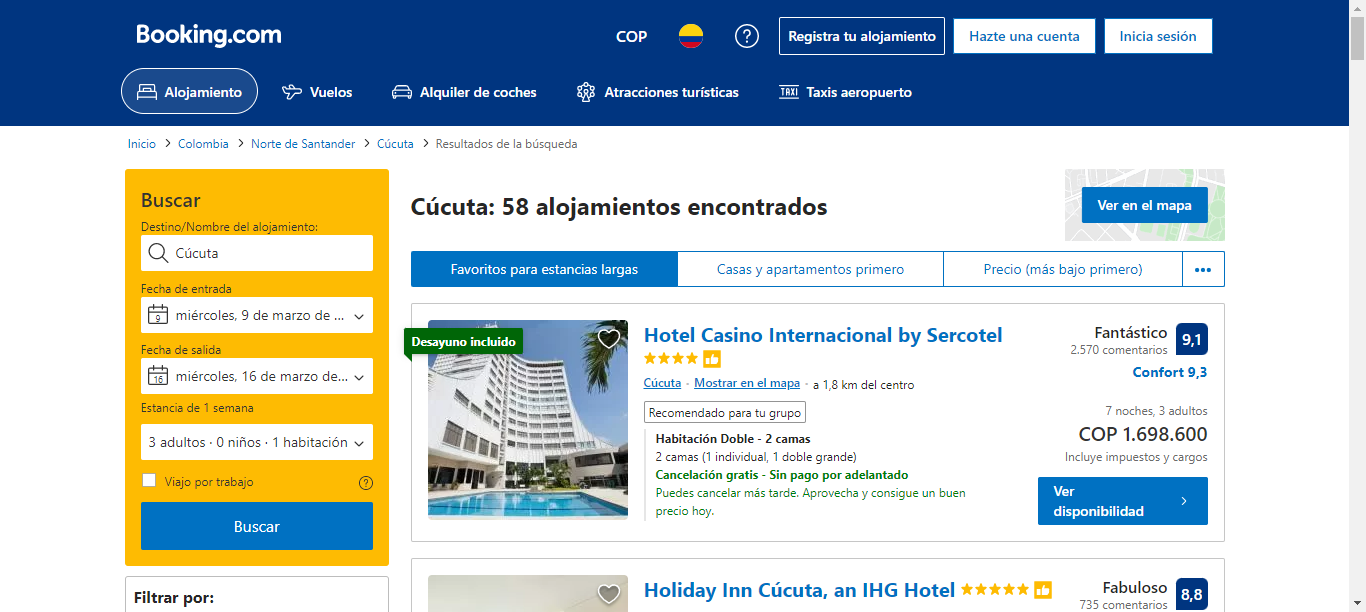 Booking.com
COP
Registra tu alojamiento
Hazte una cuenta
Inicia sesión
Alojamiento
Vuelos
Alquiler de coches
Atracciones turísticas
TAXI
Taxis aeropuerto
Inicio > Colombia > Norte de Santander > Cúcuta > Resultados de la búsqueda
Buscar
Destino/Nombre del alojamiento:
Cúcuta
Fecha de entrada
9
miércoles, 9 de marzo de ...
Fecha de salida
16
miércoles, 16 de marzo de...
Estancia de 1 semana
3 adultos · 0 niños · 1 habitación
Viajo por trabajo
?
Buscar
Filtrar por:
Cúcuta: 58 alojamientos encontrados
Ver en el mapa
Favoritos para estancias largas
Casas y apartamentos primero
Precio (más bajo primero)
•••
Desayuno incluido
Hotel Casino Internacional by Sercotel
Cúcuta · Mostrar en el mapa · a 1,8 km del centro
Recomendado para tu grupo
Habitación Doble - 2 camas
2 camas (1 individual, 1 doble grande)
Cancelación gratis - Sin pago por adelantado
Puedes cancelar más tarde. Aprovecha y consigue un buen
precio hoy.
Fantástico
2.570 comentarios
9,1
Confort 9,3
7 noches, 3 adultos
COP 1.698.600
Incluye impuestos y cargos
Ver
disponibilidad
Holiday Inn Cúcuta, an IHG Hotel
Fabuloso
735 comentarios
8,8